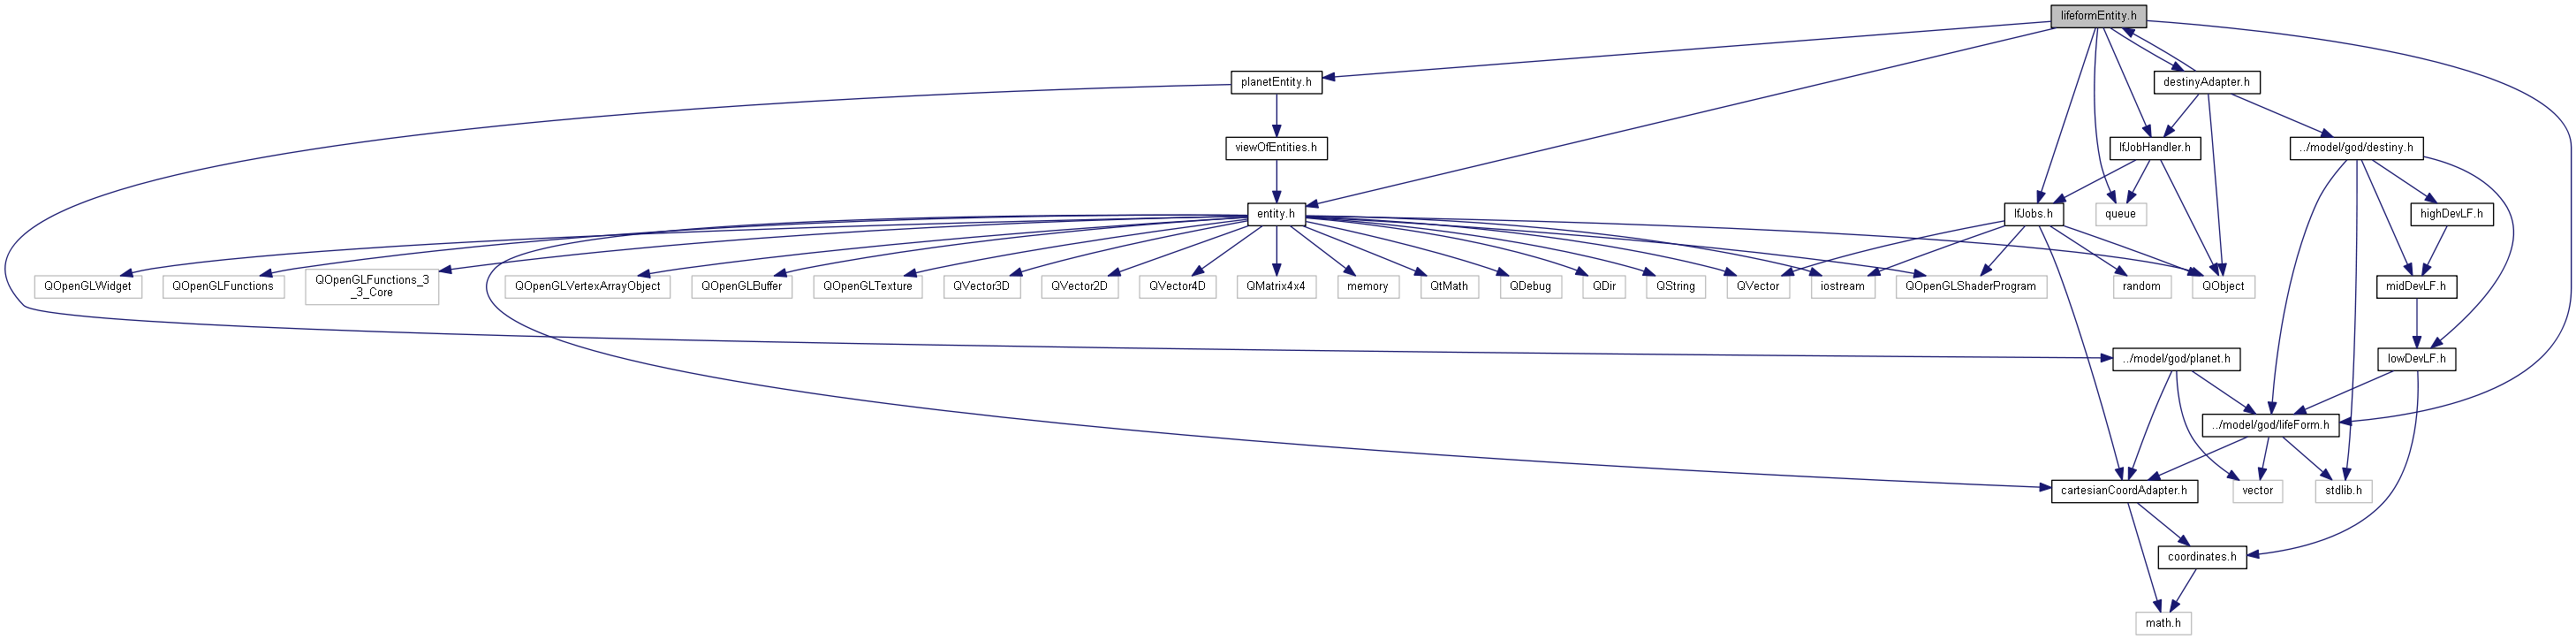 lifeformEntity.h
planetEntity.h
destinyAdapter.h
viewOfEntities.h
lfJobHandler.h
../model/god/destiny.h
entity.h
lfJobs.h
queue
highDevLF.h
QOpenGLWidget
QOpenGLFunctions
QOpenGLFunctions_3
_3_Core
QOpenGLVertexArrayObject
QOpenGLBuffer
QOpenGLTexture
QVector3D
QVector2D
QVector4D
QMatrix4x4
memory
QtMath
QDebug
QDir
QString
QVector
iostream
QOpenGLShaderProgram
random
QObject
midDevLF.h
../model/god/planet.h
lowDevLF.h
../model/god/lifeForm.h
cartesianCoordAdapter.h
vector
stdlib.h
coordinates.h
math.h